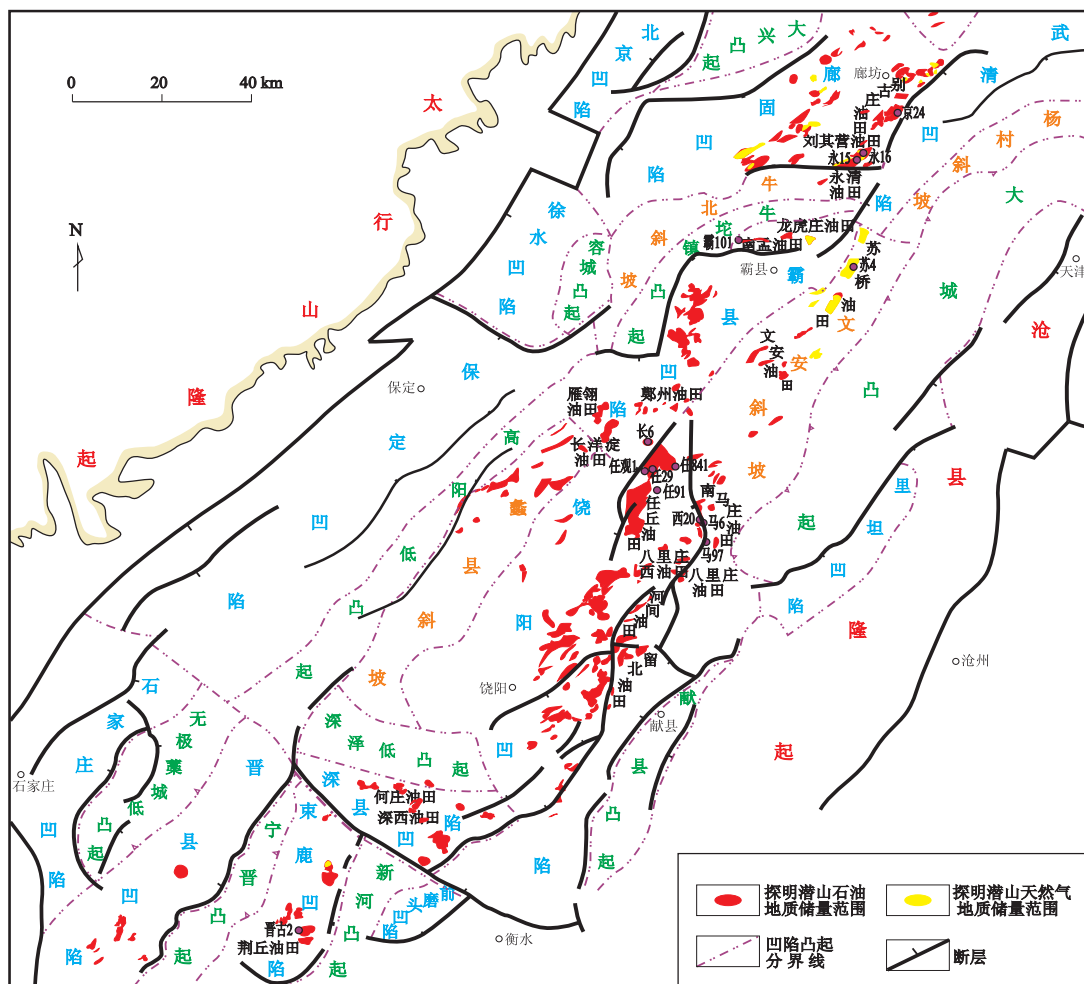 0 20 40 km
N
太行山隆起
北京凹陷
大兴凸起
廊固凹陷
廊坊
武清凹陷
别古庄油田
京24
刘其营油田
永15
永16
永清油田
杨村斜坡
大城凸起
天津
徐水凹陷
容城凸起
牛北斜坡
牛坨镇凸起
霸101
南孟油田
龙虎庄油田
霸县
霸县凹陷
苏桥油田
苏4
文安油田
文安斜坡
沧县隆起
保定
保定凹陷
高阳低凸起
雁翎油田
鄚州油田
长6
长洋淀油田
任观1
任29
任841
任91
任丘油田
西20
马6
马97
南马庄油田
八里庄西油田
八里庄油田
河间油田
留北油田
蠡县斜坡
饶阳凹陷
饶阳
里坦凹陷
沧州
献县
献县凸起
石家庄凹陷
石家庄
无极藁城低凸起
晋县凹陷
深泽低凸起
深县凹陷
何庄油田
深西油田
束鹿凹陷
宁晋凸起
晋古2
荆丘油田
新河凸起
前磨头凹陷
衡水
探明潜山石油
地质储量范围
探明潜山天然气
地质储量范围
凹陷凸起
分界线
断层